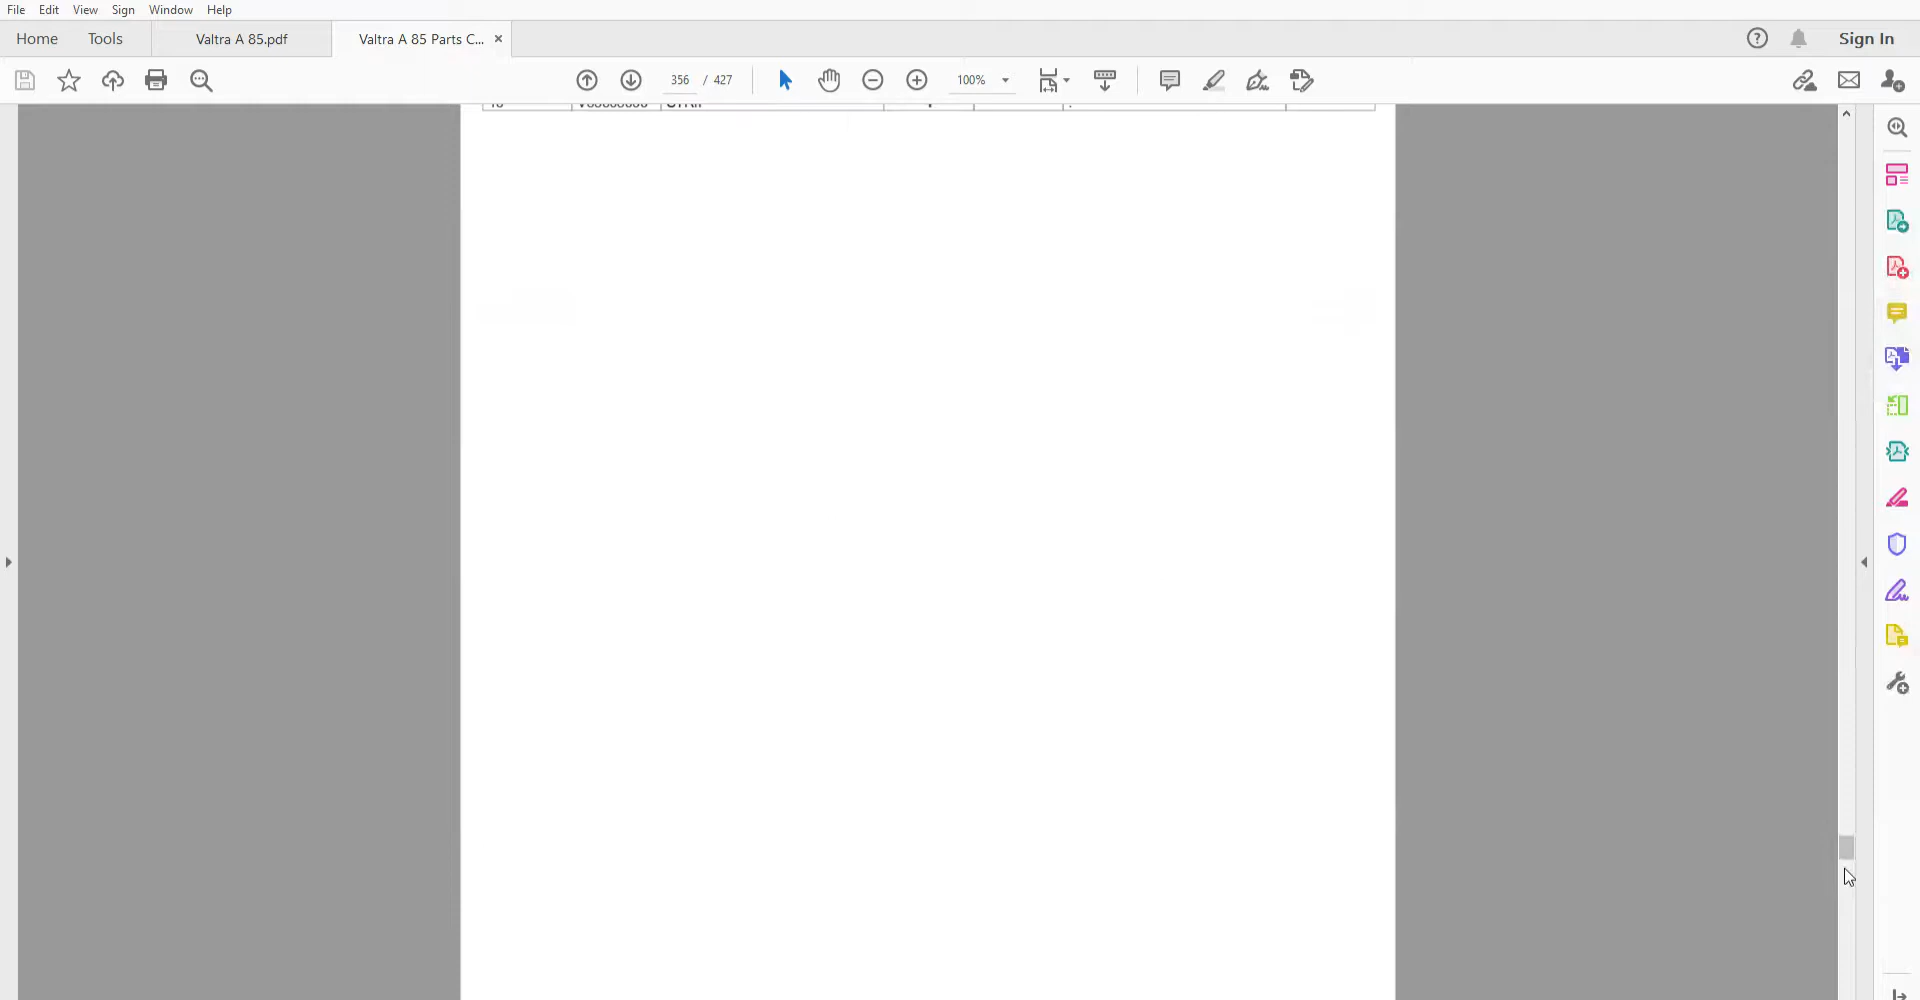 File Edit View Sign Window Help
Home Tools Valtra A 85.pdf Valtra A 85 Parts C... ×
? Sign In
356 / 427 100%